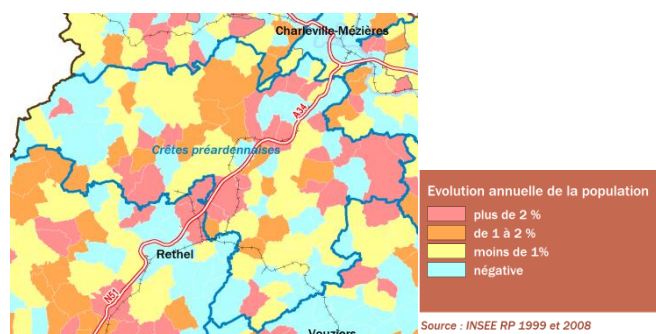 Charleville-Mézières
A34
Crêtes préardennaises
Rethel
N51
Vouziers
Evolution annuelle de la population
plus de 2 %
de 1 à 2 %
moins de 1%
négative
Source : INSEE RP 1999 et 2008